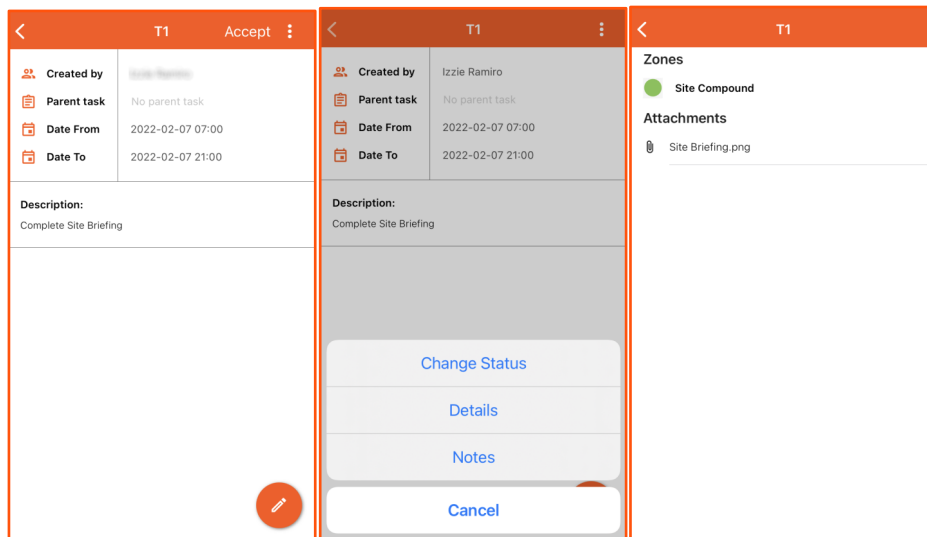 T1 Accept
Created by
Parent task No parent task
Date From 2022-02-07 07:00
Date To 2022-02-07 21:00
Description:
Complete Site Briefing
T1
Created by Izzie Ramiro
Parent task No parent task
Date From 2022-02-07 07:00
Date To 2022-02-07 21:00
Description:
Complete Site Briefing
Change Status
Details
Notes
Cancel
T1
Zones
Site Compound
Attachments
Site Briefing.png